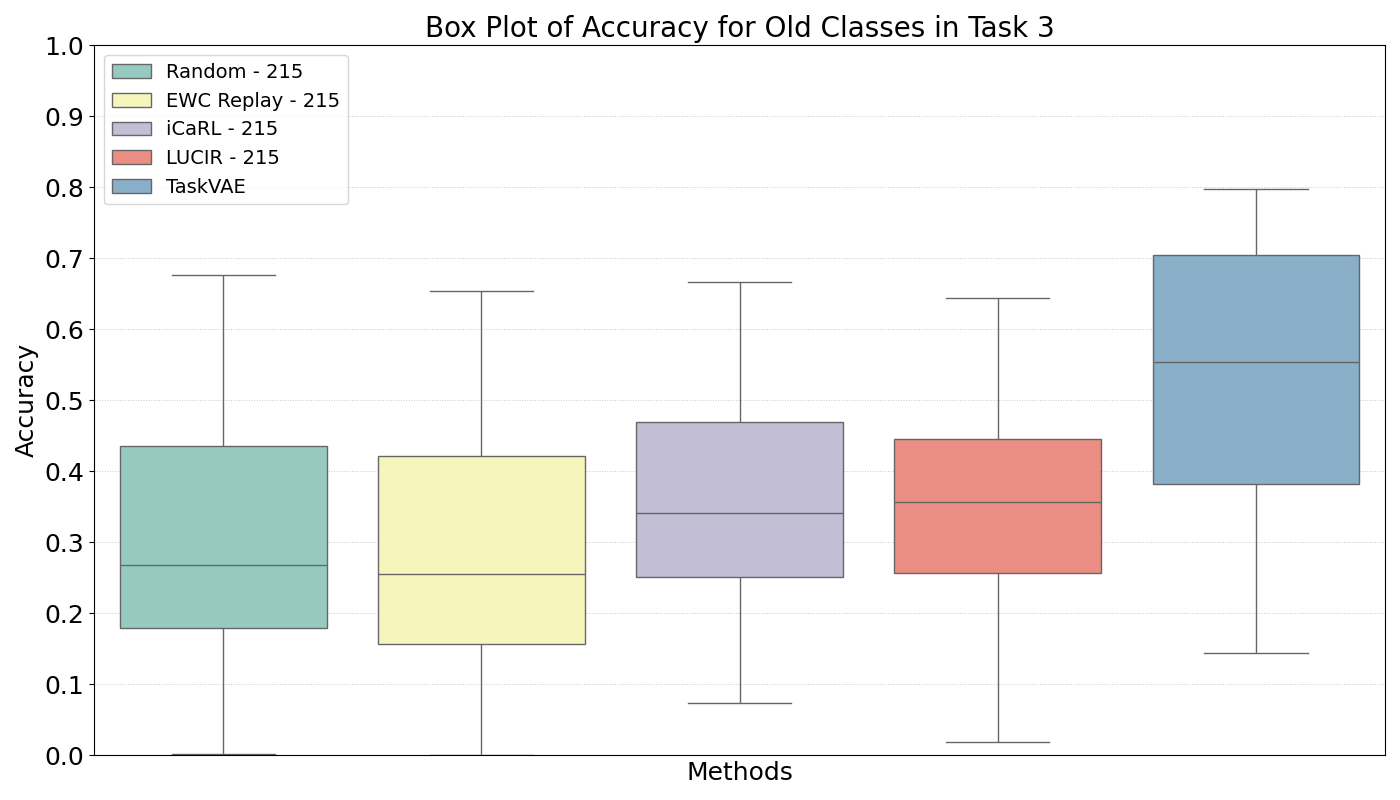 Box Plot of Accuracy for Old Classes in Task 3
1.0
0.9
0.8
0.7
0.6
0.5
0.4
0.3
0.2
0.1
0.0
Accuracy
Random - 215
EWC Replay - 215
iCaRL - 215
LUCIR - 215
TaskVAE
Methods